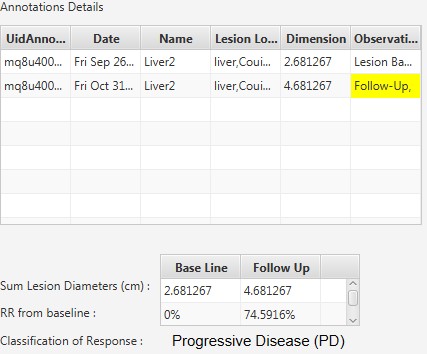 Annotations Details
UidAnno... Date Name Lesion Lo... Dimension Observati...
mq8u400... Fri Sep 26... Liver2 liver,Coui... 2.681267 Lesion Ba...
mq8u400... Fri Oct 31... Liver2 liver,Coui... 4.681267 Follow-Up,
Base Line Follow Up
Sum Lesion Diameters (cm) : 2.681267 4.681267
RR from baseline : 0% 74.5916%
Classification of Response : Progressive Disease (PD)